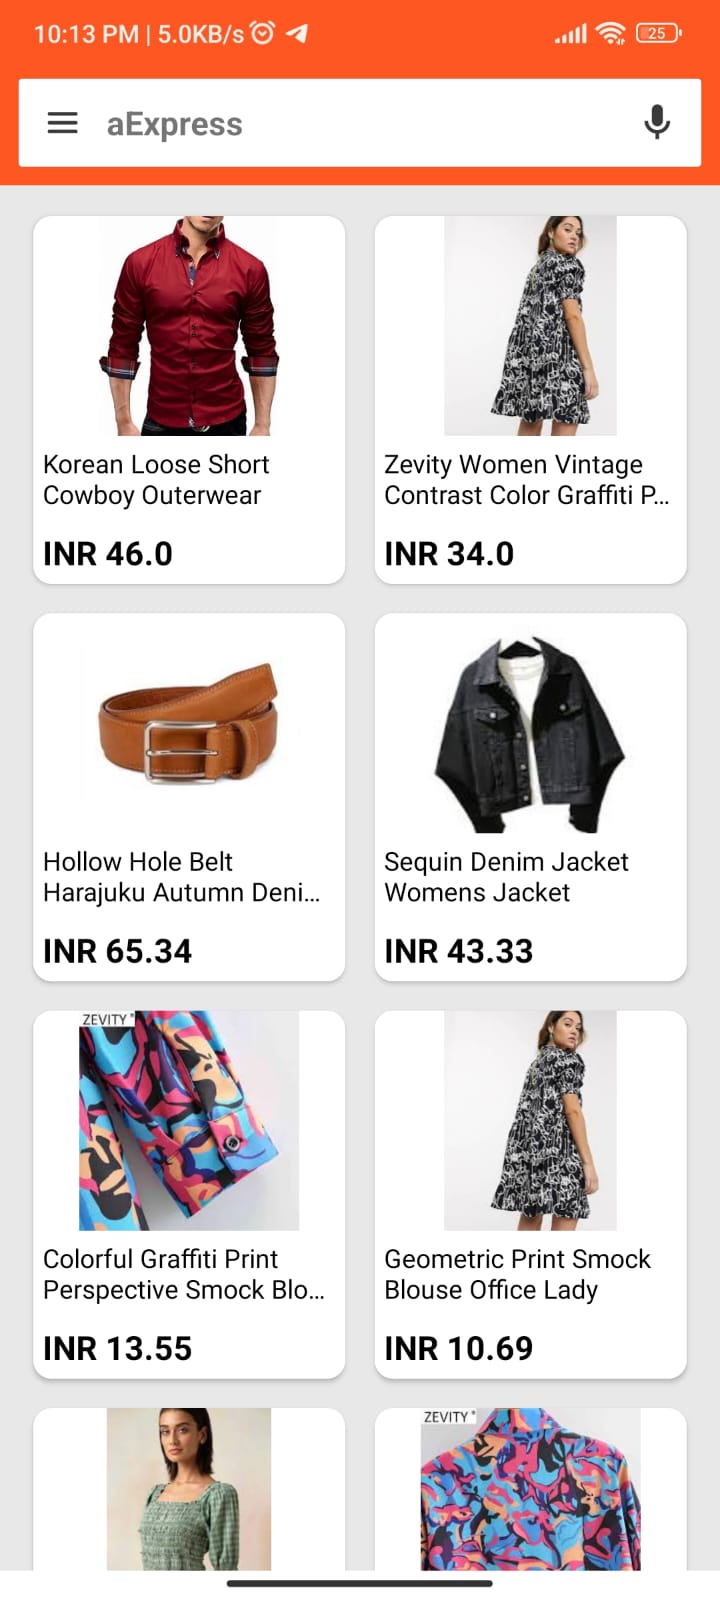 10:13 PM | 5.0KB/s
25
aExpress
Korean Loose Short
Cowboy Outerwear
INR 46.0
Zevity Women Vintage
Contrast Color Graffiti P...
INR 34.0
Hollow Hole Belt
Harajuku Autumn Deni...
INR 65.34
Sequin Denim Jacket
Womens Jacket
INR 43.33
ZEVITY
Colorful Graffiti Print
Perspective Smock Blo...
INR 13.55
Geometric Print Smock
Blouse Office Lady
INR 10.69
ZEVITY